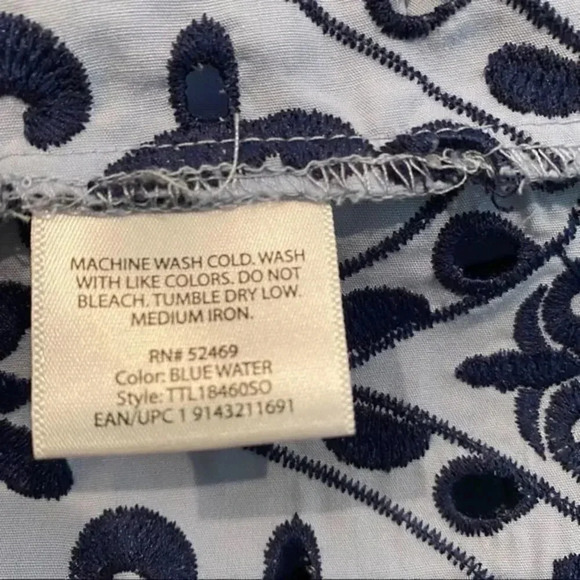 MACHINE WASH COLD. WASH
WITH LIKE COLORS. DO NOT
BLEACH. TUMBLE DRY LOW.
MEDIUM IRON.
RN# 52469
Color: BLUE WATER
Style: TTL18460SO
EAN/UPC 1 9143211691